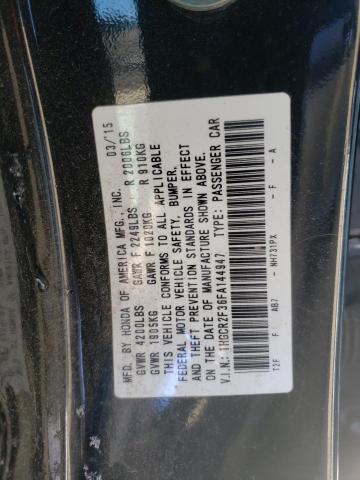 MFD. BY HONDA OF AMERICA MFG., INC. 03/'15
GVWR 4200LBS GAWR F 2249LBS R 2006LBS
GVWR 1905KG GAWR F 1020KG R 910KG
THIS VEHICLE CONFORMS TO ALL APPLICABLE
FEDERAL MOTOR VEHICLE SAFETY, BUMPER,
AND THEFT PREVENTION STANDARDS IN EFFECT
ON THE DATE OF MANUFACTURE SHOWN ABOVE.
V.I.N.: 1HGCR2F36FA144947 TYPE: PASSENGER CAR
T2F F: AB7 - NH731PX - F - A